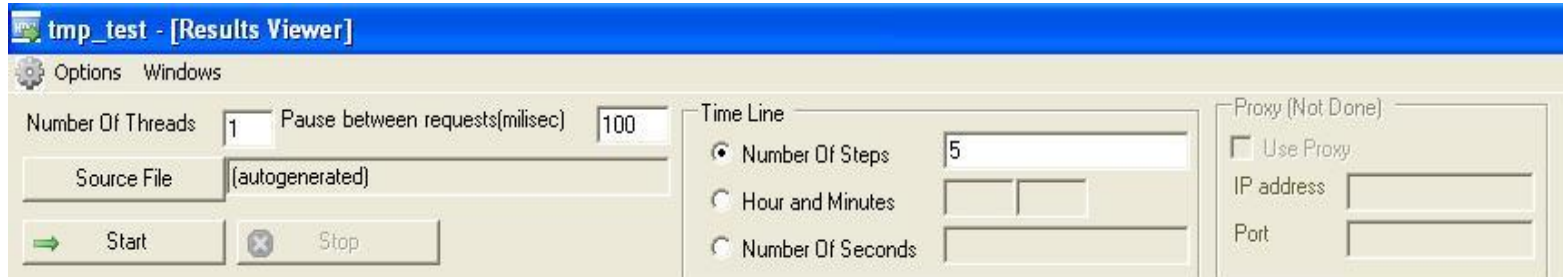 tmp_test - [Results Viewer]
Options Windows
Number Of Threads 1 Pause between requests(milisec) 100
Source File (autogenerated)
Start Stop
Time Line
Number Of Steps 5
Hour and Minutes
Number Of Seconds
Proxy (Not Done)
Use Proxy
IP address
Port